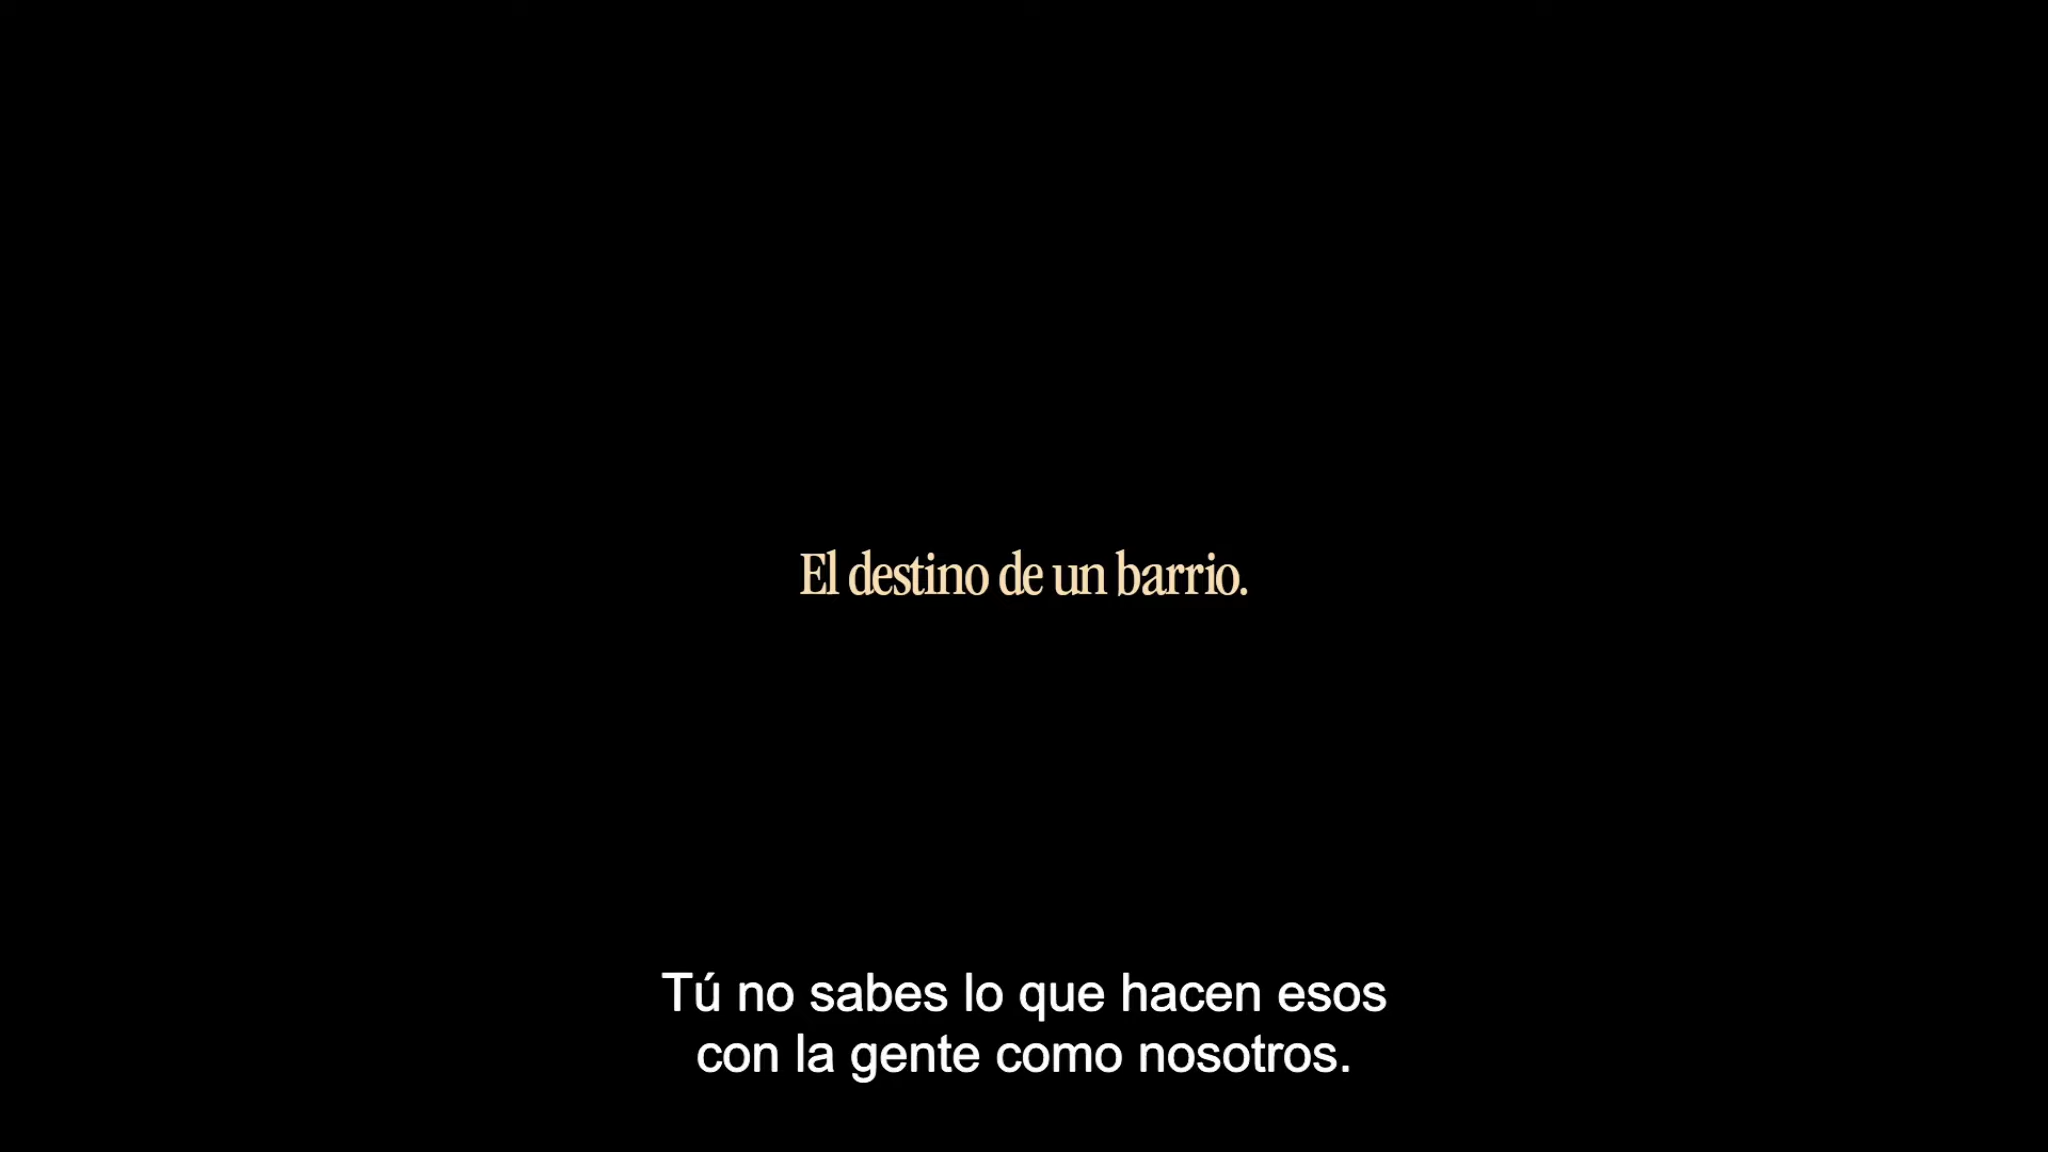 El destino de un barrio.
Tú no sabes lo que hacen esos
con la gente como nosotros.